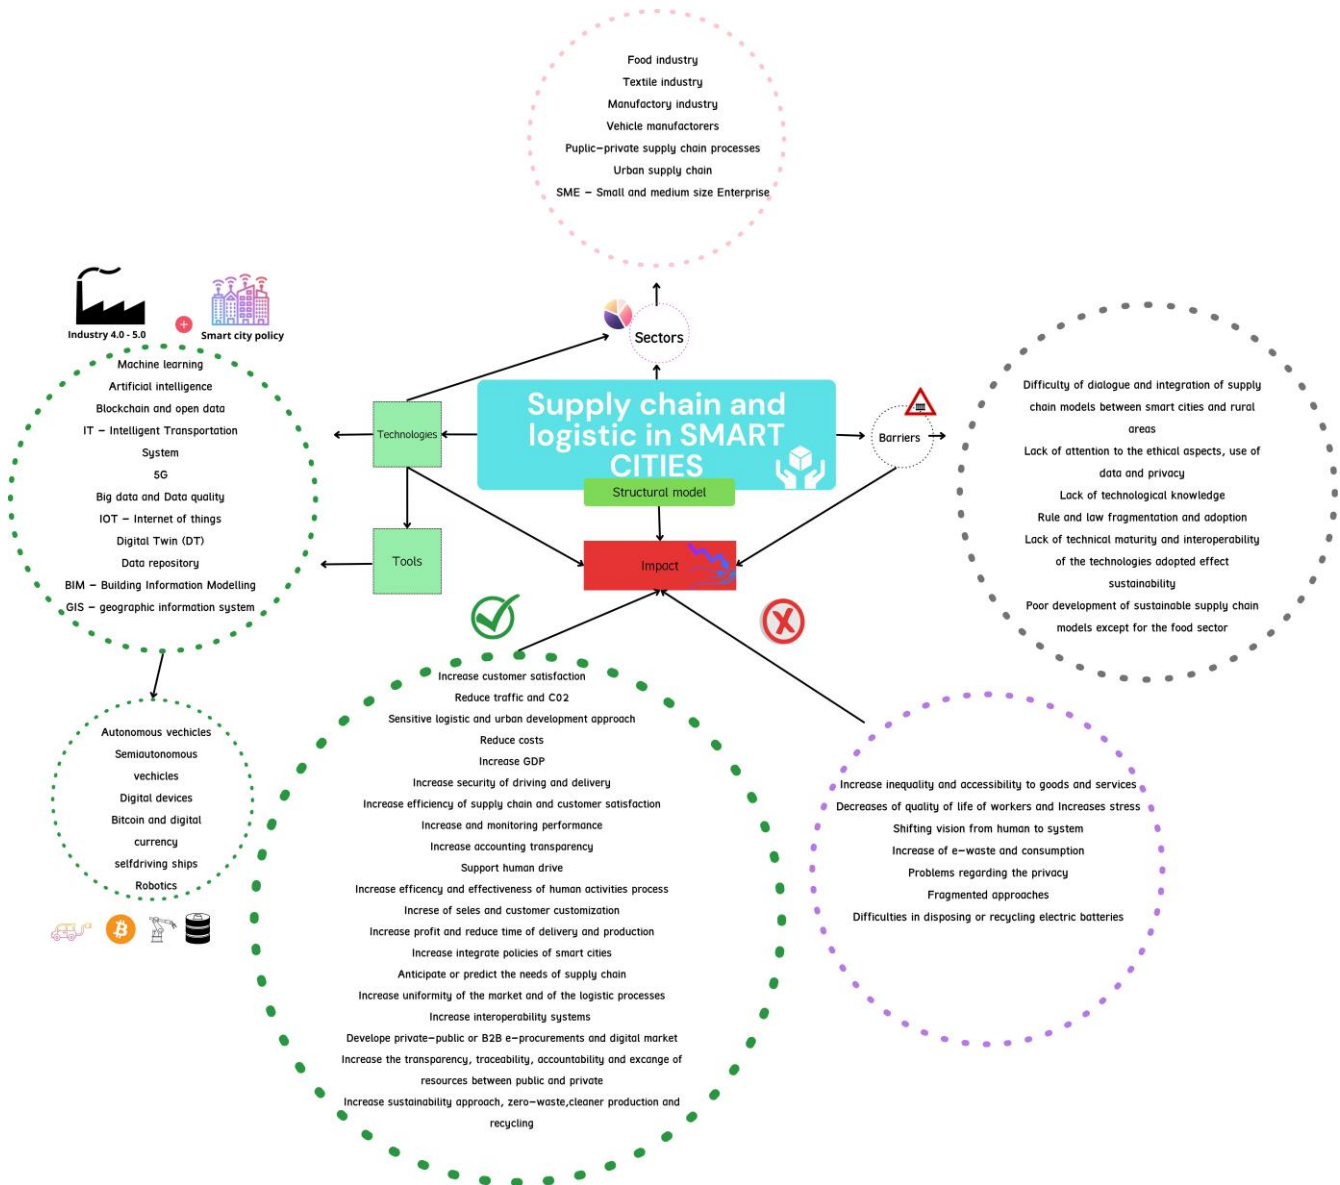 Food industry
Textile industry
Manufactory industry
Vehicle manufactorers
Puplic-private supply chain processes
Urban supply chain
SME - Small and medium size Enterprise
Sectors
Industry 4.0 - 5.0
+
Smart city policy
Machine learning
Artificial intelligence
Blockchain and open data
IT - Intelligent Transportation
System
5G
Big data and Data quality
IOT - Internet of things
Digital Twin (DT)
Data repository
BIM - Building Information Modelling
GIS - geographic information system
Technologies
Tools
Supply chain and
logistic in SMART
CITIES
Structural model
Impact
Barriers
Difficulty of dialogue and integration of supply
chain models between smart cities and rural
areas
Lack of attention to the ethical aspects, use of
data and privacy
Lack of technological knowledge
Rule and law fragmentation and adoption
Lack of technical maturity and interoperability
of the technologies adopted effect
sustainability
Poor development of sustainable supply chain
models except for the food sector
Autonomous vechicles
Semiautonomous
vechicles
Digital devices
Bitcoin and digital
currency
selfdriving ships
Robotics
Increase customer satisfaction
Reduce traffic and C02
Sensitive logistic and urban development approach
Reduce costs
Increase GDP
Increase security of driving and delivery
Increase efficiency of supply chain and customer satisfaction
Increase and monitoring performance
Increase accounting transparency
Support human drive
Increase efficency and effectiveness of human activities process
Increse of seles and customer customization
Increase profit and reduce time of delivery and production
Increase integrate policies of smart cities
Anticipate or predict the needs of supply chain
Increase uniformity of the market and of the logistic processes
Increase interoperability systems
Develope private-public or B2B e-procurements and digital market
Increase the transparency, traceability, accountability and excange of
resources between public and private
Increase sustainability approach, zero-waste,cleaner production and
recycling
Increase inequality and accessibility to goods and services
Decreases of quality of life of workers and Increases stress
Shifting vision from human to system
Increase of e-waste and consumption
Problems regarding the privacy
Fragmented approaches
Difficulties in disposing or recycling electric batteries